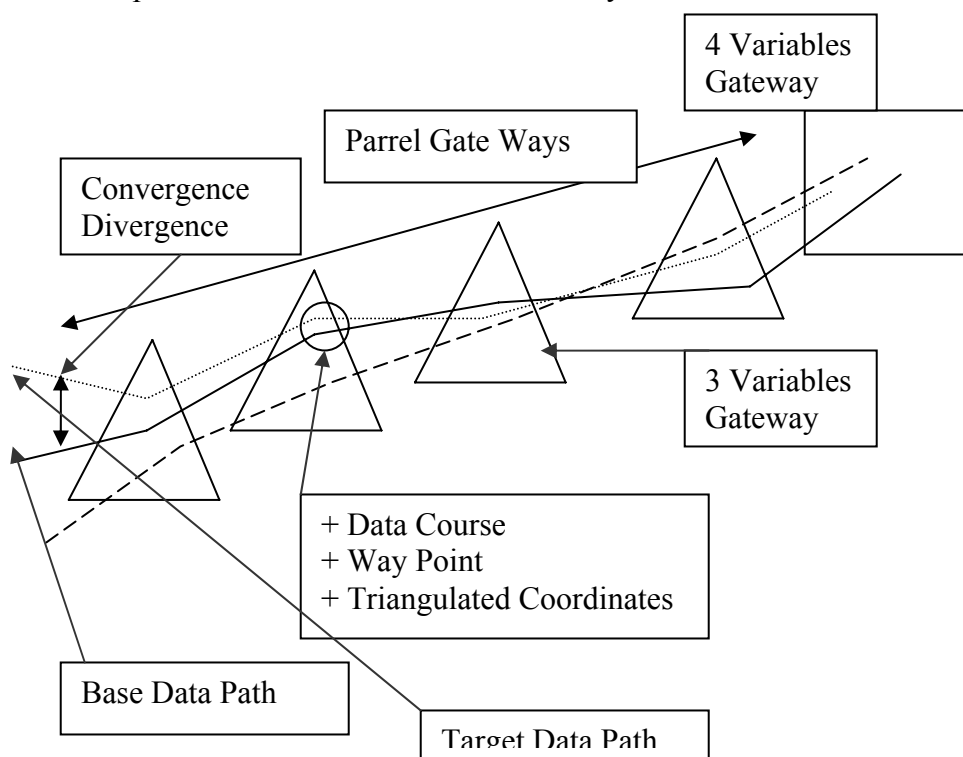 4 Variables
Gateway
Parrel Gate Ways
Convergence
Divergence
3 Variables
Gateway
+ Data Course
+ Way Point
+ Triangulated Coordinates
Base Data Path
Target Data Path